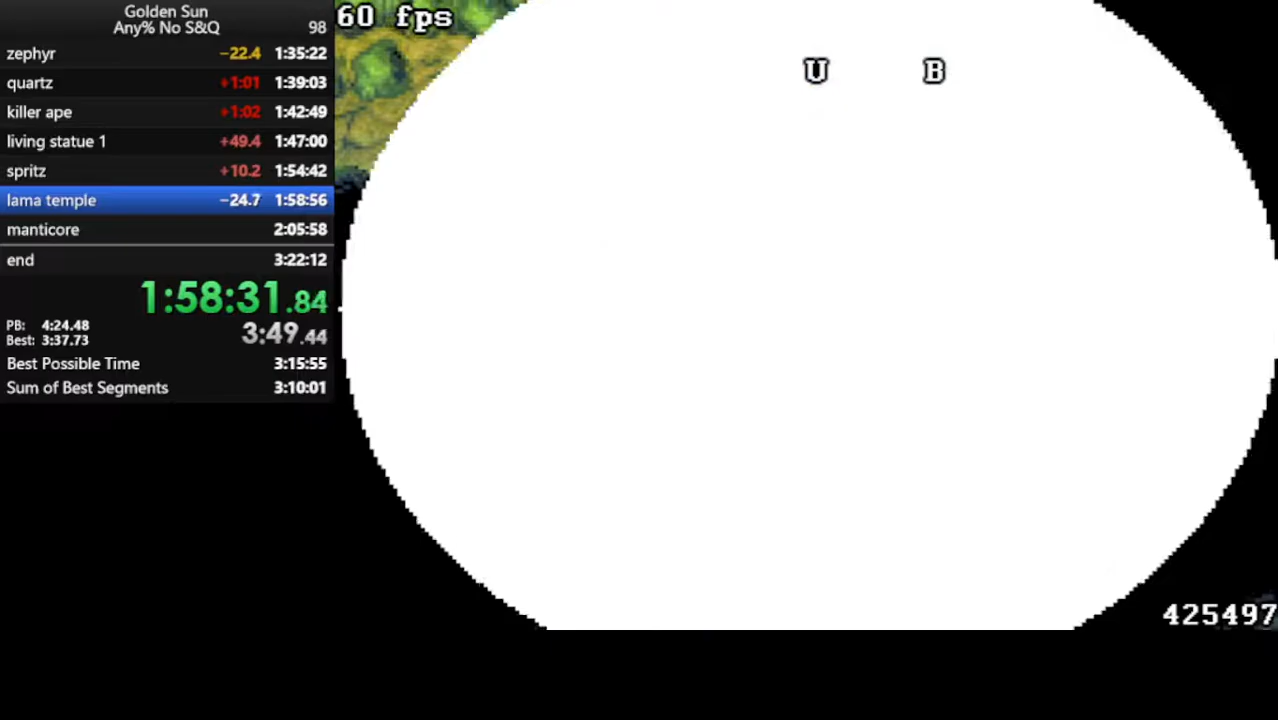 Golden Sun
Any% No S&Q 98
zephyr −22.4 1:35:22
quartz +1:01 1:39:03
killer ape +1:02 1:42:49
living statue 1 +49.4 1:47:00
spritz +10.2 1:54:42
lama temple −24.7 1:58:56
manticore 2:05:58
end 3:22:12
1:58:31.84
PB: 4:24.48
Best: 3:37.73
3:49.44
Best Possible Time 3:15:55
Sum of Best Segments 3:10:01
60 fps
U B
425497